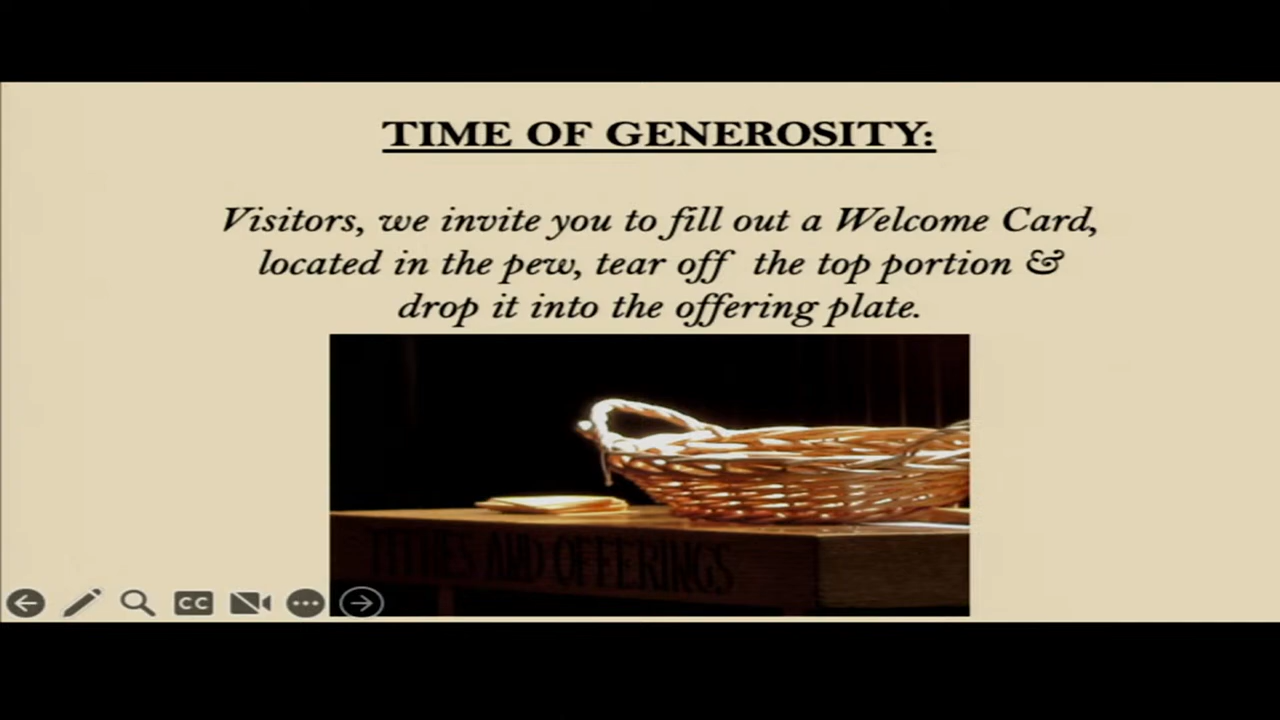 TIME OF GENEROSITY:
Visitors, we invite you to fill out a Welcome Card,
located in the pew, tear off the top portion &
drop it into the offering plate.
TITHES AND OFFERINGS
CC